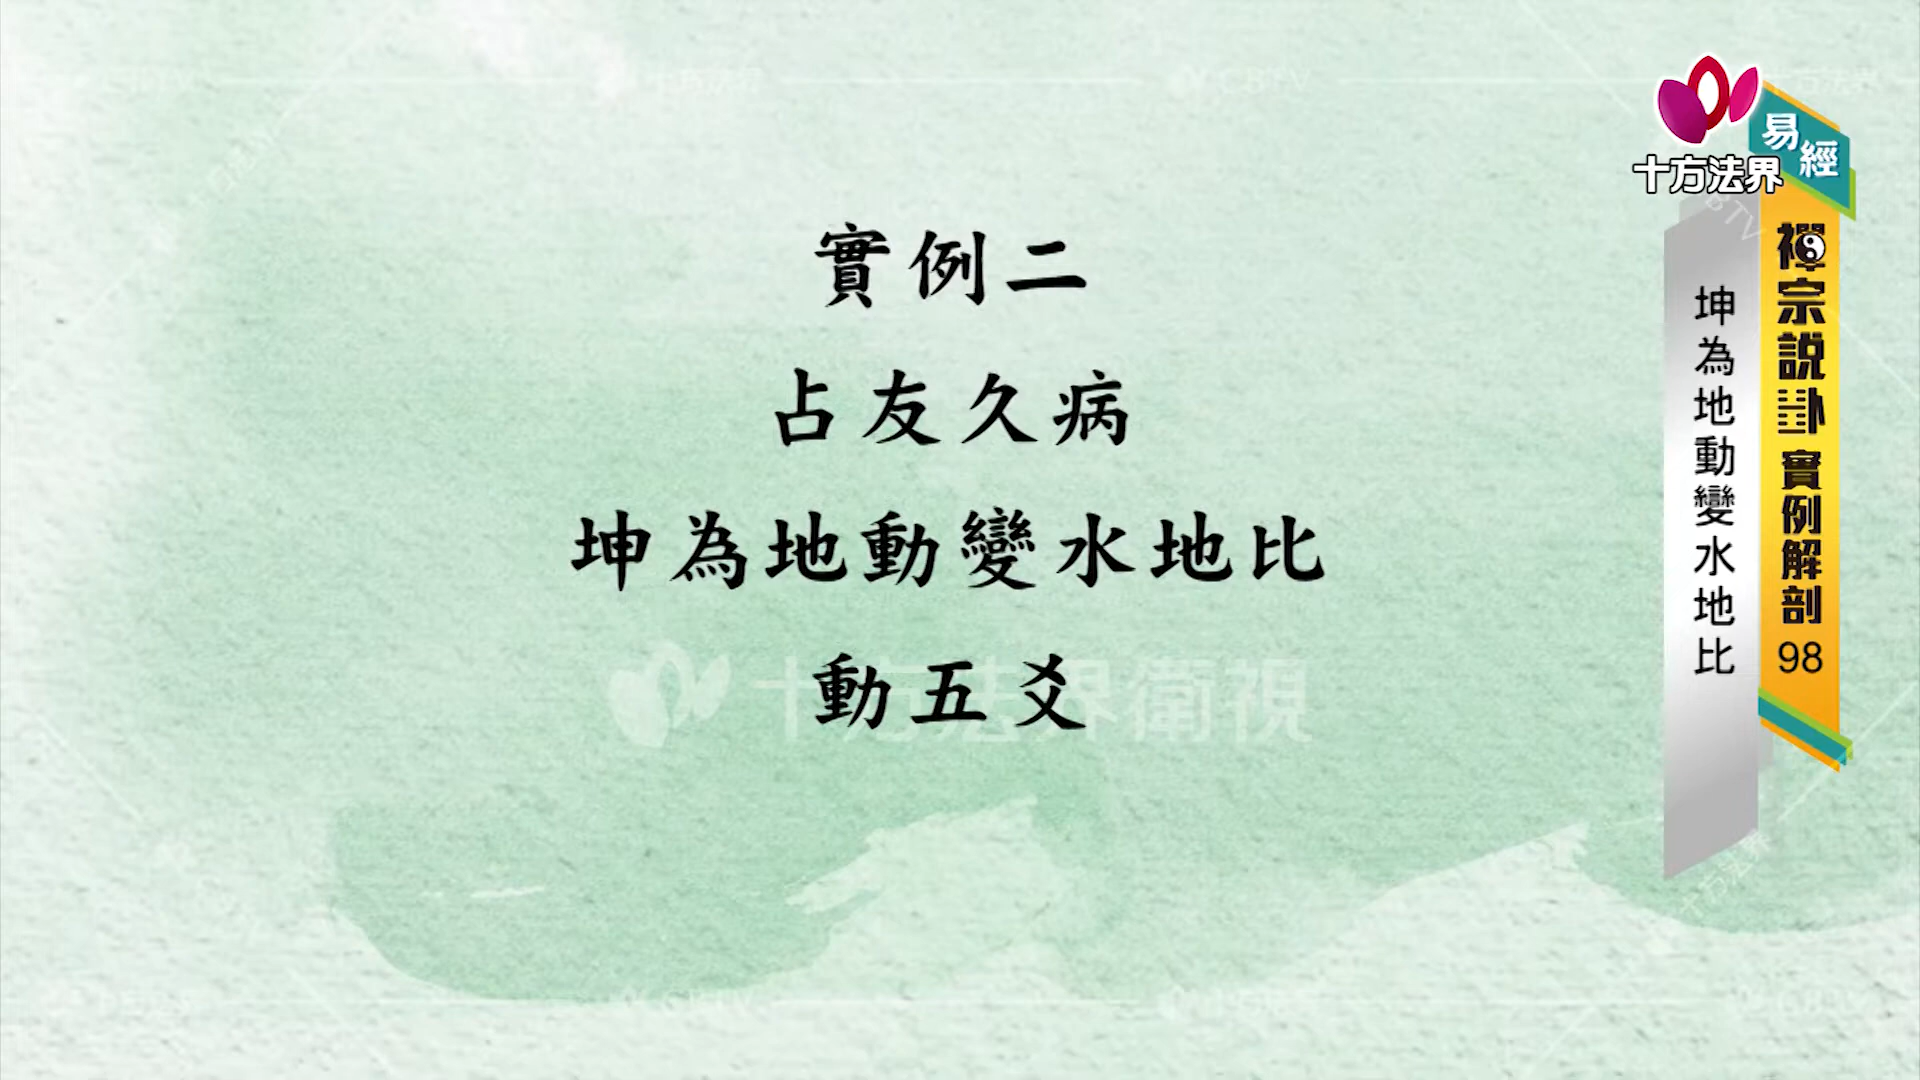 實例二
占友久病
坤為地動變水地比
動五爻
十方法界衛視
十方法界
易經
禪宗說卦 實例解剖 98
坤為地動變水地比